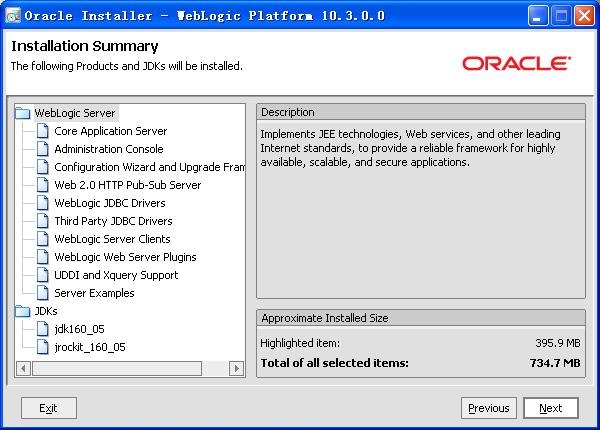 Oracle Installer - WebLogic Platform 10.3.0.0
Installation Summary
The following Products and JDKs will be installed.
ORACLE
WebLogic Server
Core Application Server
Administration Console
Configuration Wizard and Upgrade Fram
Web 2.0 HTTP Pub-Sub Server
WebLogic JDBC Drivers
Third Party JDBC Drivers
WebLogic Server Clients
WebLogic Web Server Plugins
UDDI and Xquery Support
Server Examples
JDKs
jdk160_05
jrockit_160_05
Description
Implements JEE technologies, Web services, and other leading
Internet standards, to provide a reliable framework for highly
available, scalable, and secure applications.
Approximate Installed Size
Highlighted item: 395.9 MB
Total of all selected items: 734.7 MB
Exit
Previous
Next